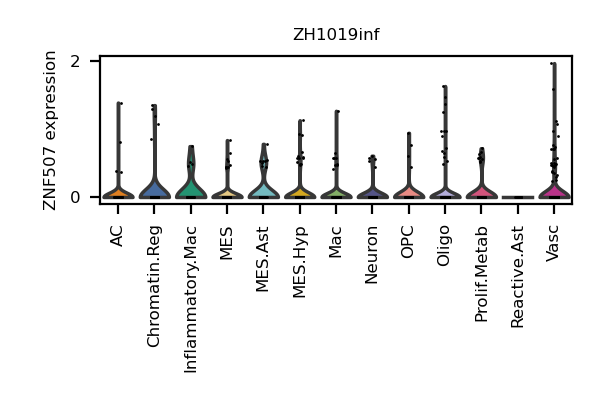 ZH1019inf
ZNF507 expression
2
0
AC
Chromatin.Reg
Inflammatory.Mac
MES
MES.Ast
MES.Hyp
Mac
Neuron
OPC
Oligo
Prolif.Metab
Reactive.Ast
Vasc